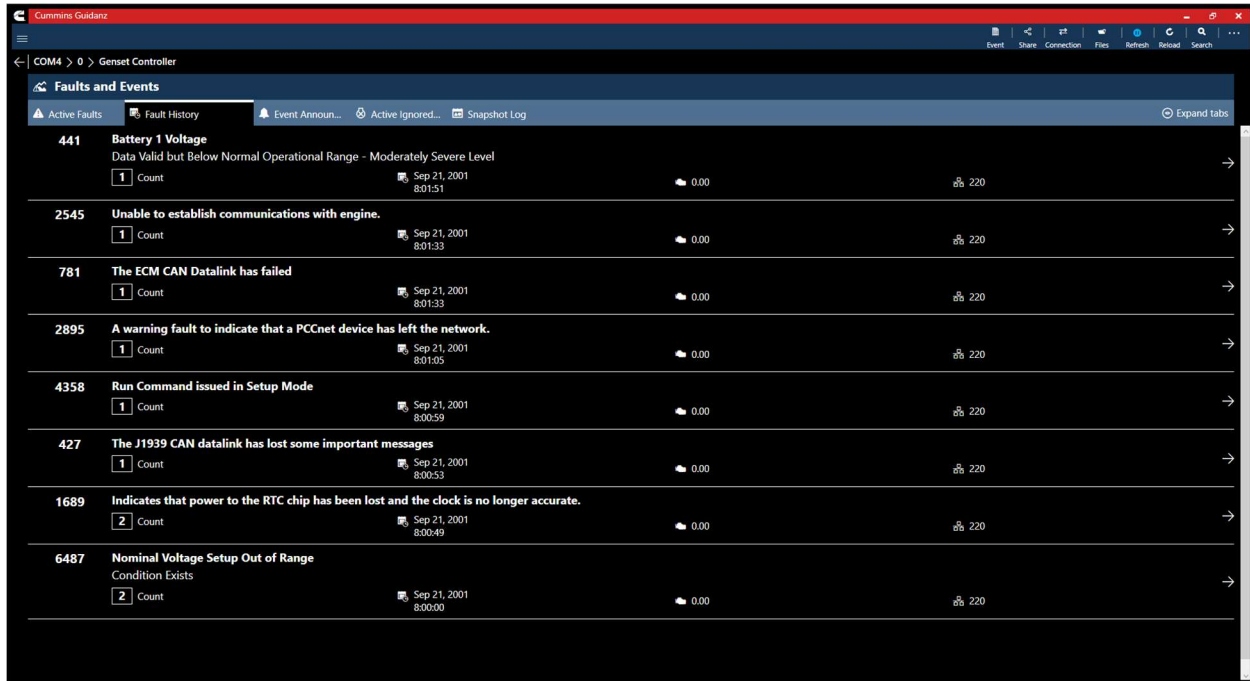 Cummins Guidanz
Event Share Connection Files Refresh Reload Search
COM4 > 0 > Genset Controller
Faults and Events
Active Faults Fault History Event Announ... Active Ignored... Snapshot Log Expand tabs
441 Battery 1 Voltage
Data Valid but Below Normal Operational Range - Moderately Severe Level
1 Count Sep 21, 2001 0.00 220
8:01:51
2545 Unable to establish communications with engine.
1 Count Sep 21, 2001 0.00 220
8:01:33
781 The ECM CAN Datalink has failed
1 Count Sep 21, 2001 0.00 220
8:01:33
2895 A warning fault to indicate that a PCCnet device has left the network.
1 Count Sep 21, 2001 0.00 220
8:01:05
4358 Run Command issued in Setup Mode
1 Count Sep 21, 2001 0.00 220
8:00:59
427 The J1939 CAN datalink has lost some important messages
1 Count Sep 21, 2001 0.00 220
8:00:53
1689 Indicates that power to the RTC chip has been lost and the clock is no longer accurate.
2 Count Sep 21, 2001 0.00 220
8:00:49
6487 Nominal Voltage Setup Out of Range
Condition Exists
2 Count Sep 21, 2001 0.00 220
8:00:00